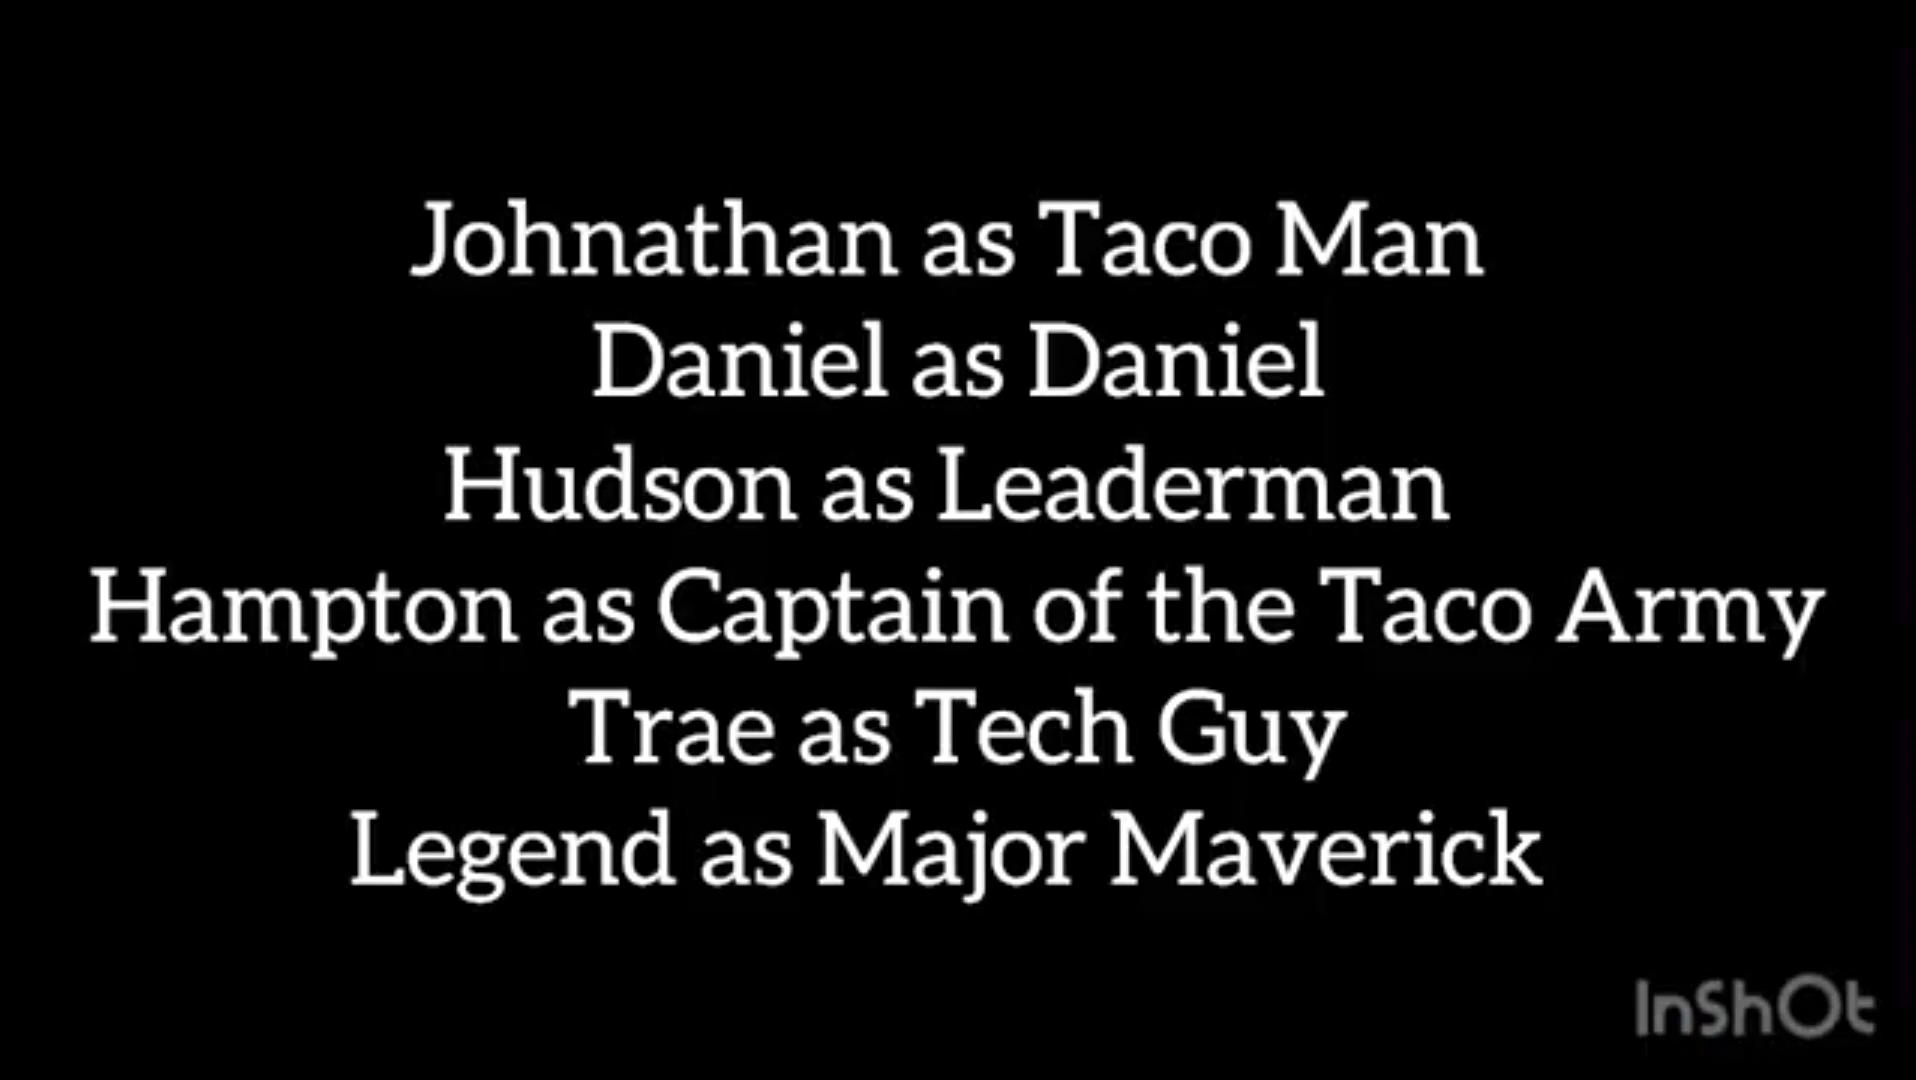 Johnathan as Taco Man
Daniel as Daniel
Hudson as Leaderman
Hampton as Captain of the Taco Army
Trae as Tech Guy
Legend as Major Maverick
InShOt